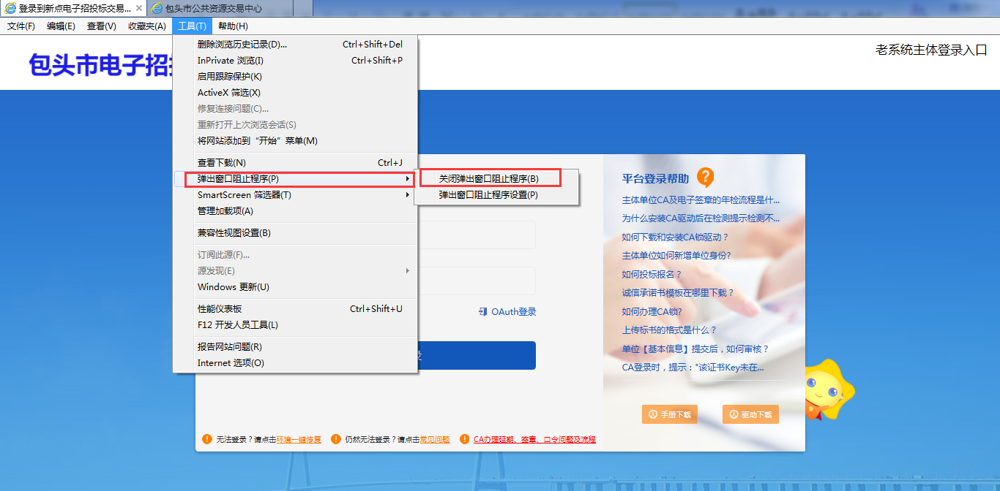 登录到新点电子招投标交易...
包头市公共资源交易中心
文件(F) 编辑(E) 查看(V) 收藏夹(A) 工具(T) 帮助(H)
包头市电子招
老系统主体登录入口
删除浏览历史记录(D)... Ctrl+Shift+Del
InPrivate 浏览(I) Ctrl+Shift+P
启用跟踪保护(K)
ActiveX 筛选(X)
修复连接问题(C)...
重新打开上次浏览会话(S)
将网站添加到“开始”菜单(M)
查看下载(N) Ctrl+J
弹出窗口阻止程序(P)
SmartScreen 筛选器(T)
管理加载项(A)
兼容性视图设置(B)
订阅此源(F)...
源发现(E)
Windows 更新(U)
性能仪表板 Ctrl+Shift+U
F12 开发人员工具(L)
报告网站问题(R)
Internet 选项(O)
关闭弹出窗口阻止程序(B)
弹出窗口阻止程序设置(P)
OAuth登录
平台登录帮助 ?
主体单位CA及电子签章的年检流程是什...
为什么安装CA驱动后在检测提示检测不...
如何下载和安装CA锁驱动？
主体单位如何新增单位身份?
如何投标报名？
诚信承诺书模板在哪里下载？
如何办理CA锁?
上传标书的格式是什么？
单位【基本信息】提交后，如何审核？
CA登录时，提示："该证书Key未在...
手册下载
驱动下载
无法登录？请点击环境一键修复
仍然无法登录？请点击常见问题
CA办理延期、签章、口令问题及流程